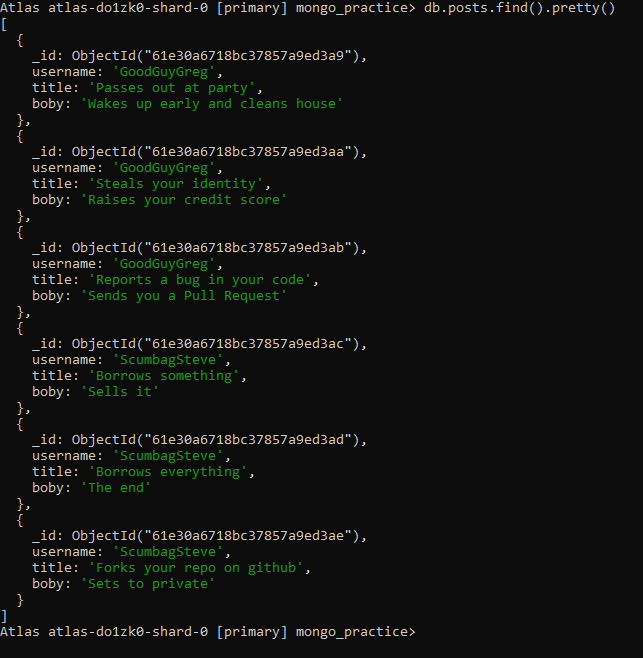 Atlas atlas-do1zk0-shard-0 [primary] mongo_practice> db.posts.find().pretty()
[
  {
    _id: ObjectId("61e30a6718bc37857a9ed3a9"),
    username: 'GoodGuyGreg',
    title: 'Passes out at party',
    boby: 'Wakes up early and cleans house'
  },
  {
    _id: ObjectId("61e30a6718bc37857a9ed3aa"),
    username: 'GoodGuyGreg',
    title: 'Steals your identity',
    boby: 'Raises your credit score'
  },
  {
    _id: ObjectId("61e30a6718bc37857a9ed3ab"),
    username: 'GoodGuyGreg',
    title: 'Reports a bug in your code',
    boby: 'Sends you a Pull Request'
  },
  {
    _id: ObjectId("61e30a6718bc37857a9ed3ac"),
    username: 'ScumbagSteve',
    title: 'Borrows something',
    boby: 'Sells it'
  },
  {
    _id: ObjectId("61e30a6718bc37857a9ed3ad"),
    username: 'ScumbagSteve',
    title: 'Borrows everything',
    boby: 'The end'
  },
  {
    _id: ObjectId("61e30a6718bc37857a9ed3ae"),
    username: 'ScumbagSteve',
    title: 'Forks your repo on github',
    boby: 'Sets to private'
  }
]
Atlas atlas-do1zk0-shard-0 [primary] mongo_practice>